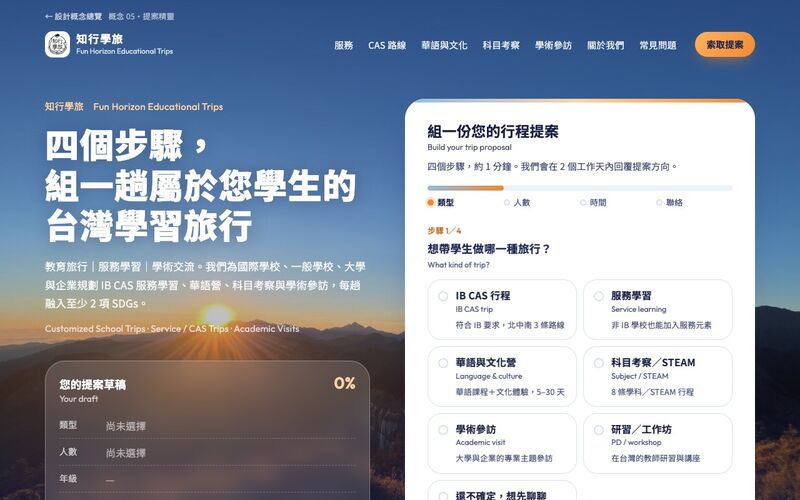 ← 設計概念總覽 概念 05・提案精靈
知行學旅
Fun Horizon Educational Trips
服務 CAS 路線 華語與文化 科目考察 學術參訪 關於我們 常見問題 索取提案
知行學旅 Fun Horizon Educational Trips
四個步驟，
組一趟屬於您學生的
台灣學習旅行
教育旅行｜服務學習｜學術交流。我們為國際學校、一般學校、大學
與企業規劃 IB CAS 服務學習、華語營、科目考察與學術參訪，每趟
融入至少 2 項 SDGs。
Customized School Trips · Service / CAS Trips · Academic Visits
您的提案草稿 0%
Your draft
類型 尚未選擇
人數 尚未選擇
年級 —
組一份您的行程提案
Build your trip proposal
四個步驟，約 1 分鐘。我們會在 2 個工作天內回覆提案方向。
類型 人數 時間 聯絡
步驟 1／4
想帶學生做哪一種旅行？
What kind of trip?
IB CAS 行程
IB CAS trip
符合 IB 要求，北中南 3 條路線
服務學習
Service learning
非 IB 學校也能加入服務元素
華語與文化營
Language & culture
華語課程＋文化體驗，5–30 天
科目考察／STEAM
Subject / STEAM
8 條學科／STEAM 行程
學術參訪
Academic visit
大學與企業的專業主題參訪
研習／工作坊
PD / workshop
在台灣的教師研習與講座
還不確定，想先聊聊